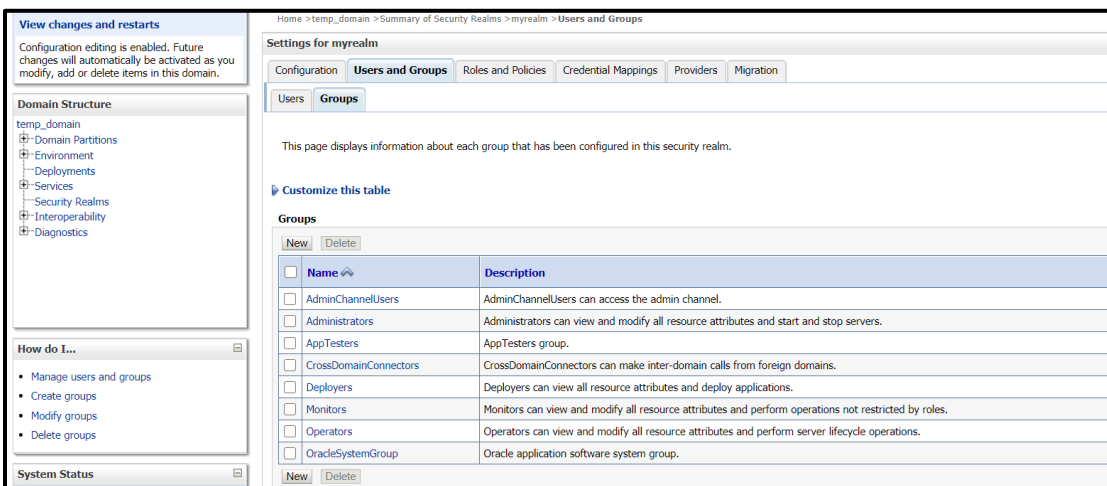 View changes and restarts
Configuration editing is enabled. Future
changes will automatically be activated as you
modify, add or delete items in this domain.
Domain Structure
temp_domain
Domain Partitions
Environment
Deployments
Services
Security Realms
Interoperability
Diagnostics
How do I...
Manage users and groups
Create groups
Modify groups
Delete groups
System Status
Home >temp_domain >Summary of Security Realms >myrealm >Users and Groups
Settings for myrealm
Configuration Users and Groups Roles and Policies Credential Mappings Providers Migration
Users Groups
This page displays information about each group that has been configured in this security realm.
Customize this table
Groups
New Delete
Name Description
AdminChannelUsers AdminChannelUsers can access the admin channel.
Administrators Administrators can view and modify all resource attributes and start and stop servers.
AppTesters AppTesters group.
CrossDomainConnectors CrossDomainConnectors can make inter-domain calls from foreign domains.
Deployers Deployers can view all resource attributes and deploy applications.
Monitors Monitors can view and modify all resource attributes and perform operations not restricted by roles.
Operators Operators can view and modify all resource attributes and perform server lifecycle operations.
OracleSystemGroup Oracle application software system group.
New Delete